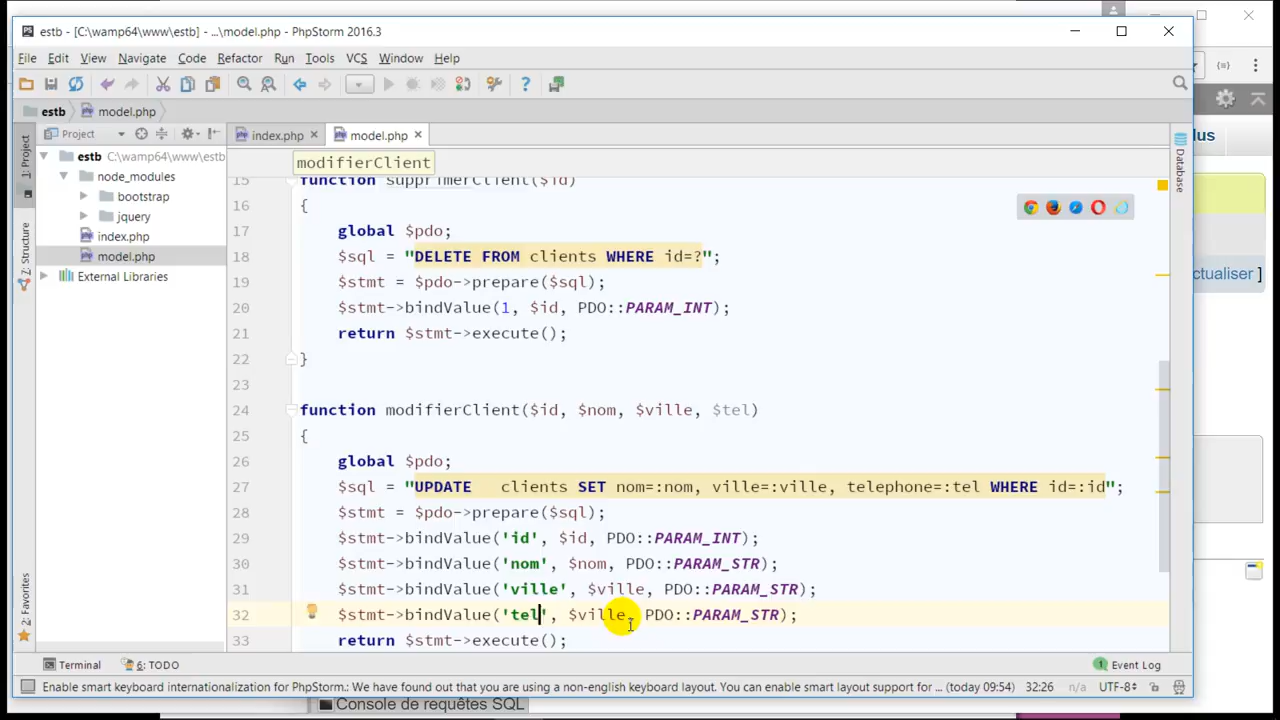 estb - [C:\wamp64\www\estb] - ...\model.php - PhpStorm 2016.3
File Edit View Navigate Code Refactor Run Tools VCS Window Help
estb model.php
1: Project
Project
index.php
model.php
estb C:\wamp64\www\estb
node_modules
bootstrap
jquery
index.php
model.php
External Libraries
Z: Structure
2: Favorites
Database
modifierClient
15 function supprimerClient($id)
16 {
17 global $pdo;
18 $sql = "DELETE FROM clients WHERE id=?";
19 $stmt = $pdo->prepare($sql);
20 $stmt->bindValue(1, $id, PDO::PARAM_INT);
21 return $stmt->execute();
22 }
23
24 function modifierClient($id, $nom, $ville, $tel)
25 {
26 global $pdo;
27 $sql = "UPDATE   clients SET nom=:nom, ville=:ville, telephone=:tel WHERE id=:id";
28 $stmt = $pdo->prepare($sql);
29 $stmt->bindValue('id', $id, PDO::PARAM_INT);
30 $stmt->bindValue('nom', $nom, PDO::PARAM_STR);
31 $stmt->bindValue('ville', $ville, PDO::PARAM_STR);
32 $stmt->bindValue('tel', $ville, PDO::PARAM_STR);
33 return $stmt->execute();
lus
ctualiser ]
Terminal 6: TODO 1 Event Log
Enable smart keyboard internationalization for PhpStorm.: We have found out that you are using a non-english keyboard layout. You can enable smart layout support for ... (today 09:54) 32:26 n/a UTF-8
Console de requêtes SQL